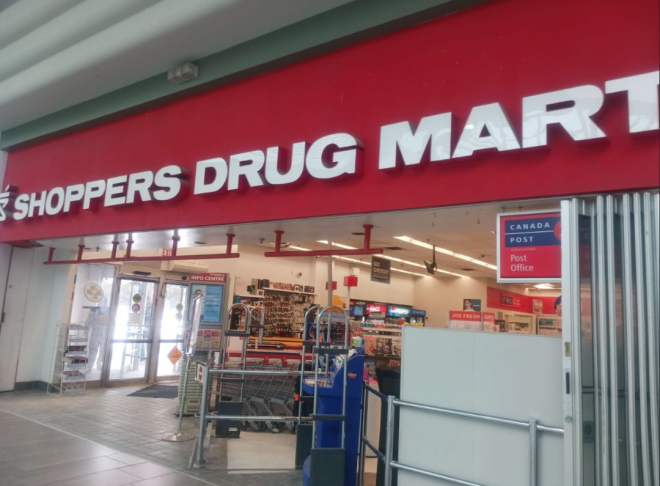 SHOPPERS DRUG MART
CANADA
POST
Post
Office
INFO CENTRE
JOE FRESH